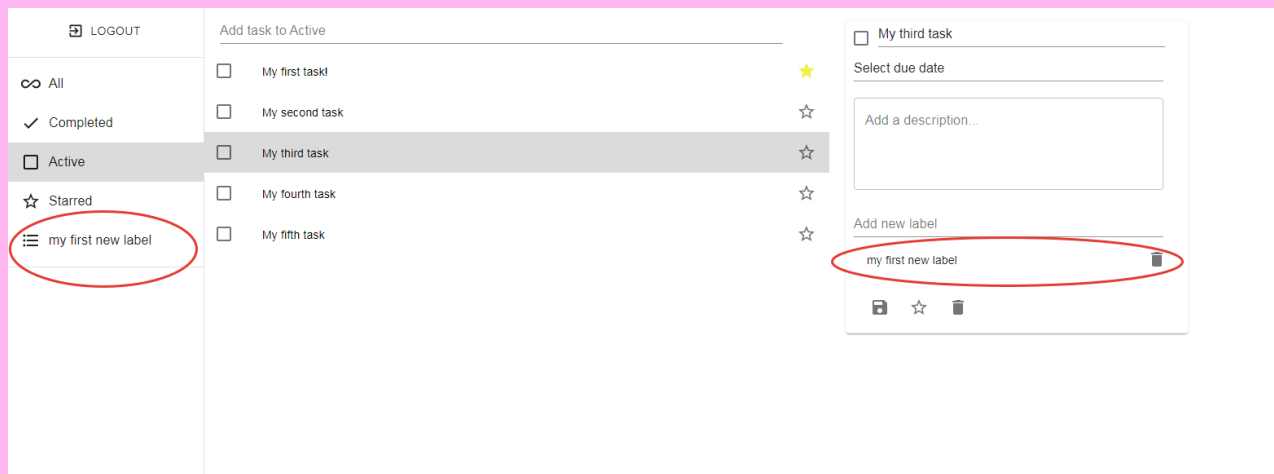 LOGOUT
All
Completed
Active
Starred
my first new label
Add task to Active
My first task!
My second task
My third task
My fourth task
My fifth task
My third task
Select due date
Add a description...
Add new label
my first new label